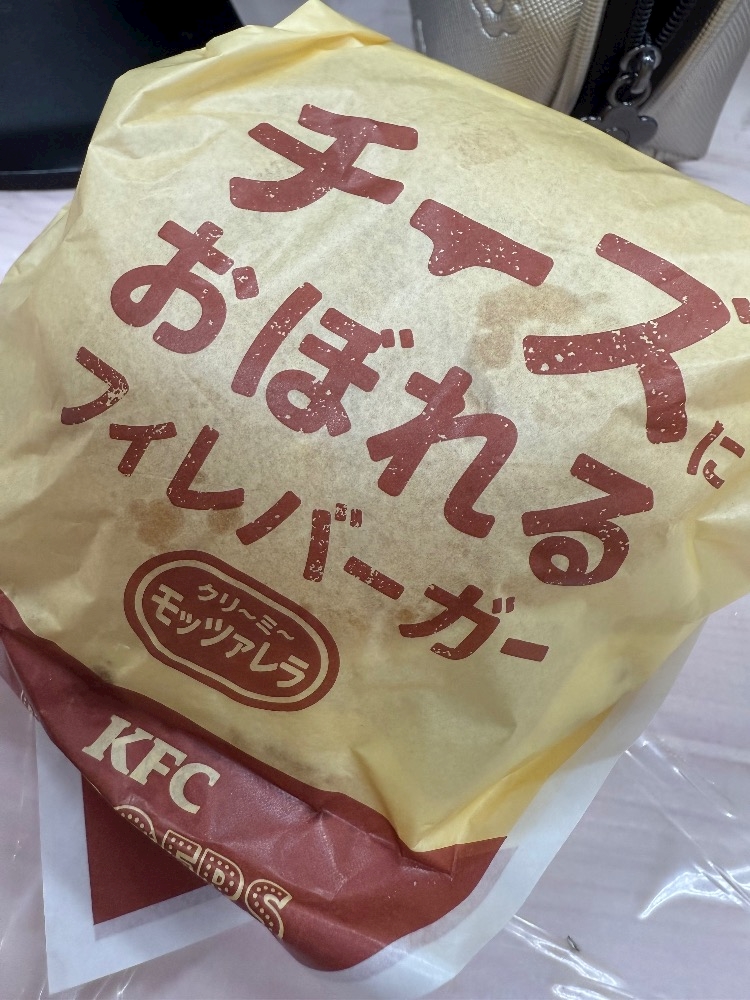 チーズに
おぼれる
フィレバーガー
クリ〜ミ〜
モッツァレラ
KFC